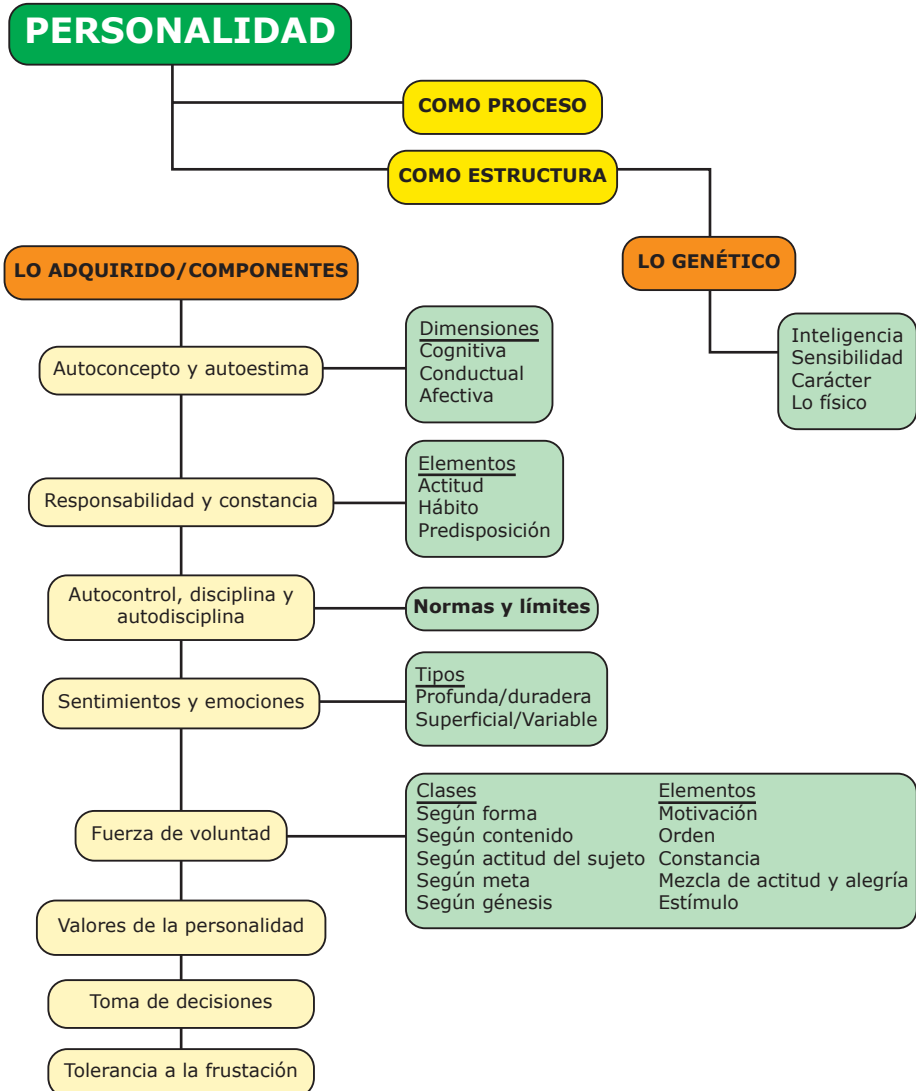 PERSONALIDAD
COMO PROCESO
COMO ESTRUCTURA
LO GENÉTICO
Inteligencia
Sensibilidad
Carácter
Lo físico
LO ADQUIRIDO/COMPONENTES
Autoconcepto y autoestima
Dimensiones
Cognitiva
Conductual
Afectiva
Responsabilidad y constancia
Elementos
Actitud
Hábito
Predisposición
Autocontrol, disciplina y
autodisciplina
Normas y límites
Sentimientos y emociones
Tipos
Profunda/duradera
Superficial/Variable
Fuerza de voluntad
Clases
Según forma
Según contenido
Según actitud del sujeto
Según meta
Según génesis
Elementos
Motivación
Orden
Constancia
Mezcla de actitud y alegría
Estímulo
Valores de la personalidad
Toma de decisiones
Tolerancia a la frustación